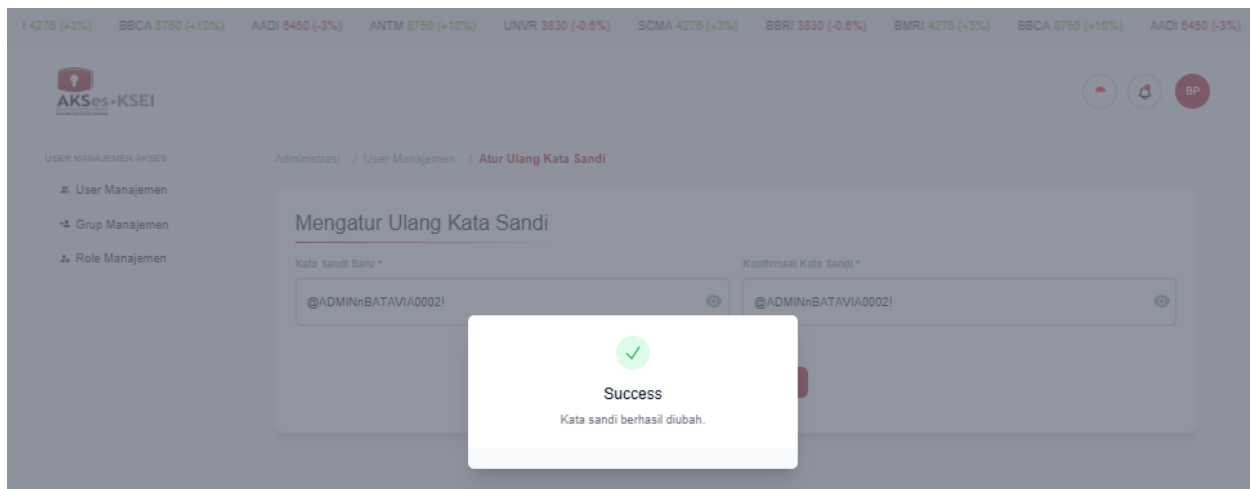 4276 (+3%) BBCA 8750 (+10%) AADI 6450 (-3%) ANTM 8750 (+10%) UNVR 3830 (-0.6%) SCMA 4276 (+3%) BBRI 3830 (-0.6%) BMRI 4276 (+3%) BBCA 8750 (+10%) AADI 6450 (-3%)
AKSes•KSEI
BP
USER MANAJEMEN AKSES
Administrasi / User Manajemen / Atur Ulang Kata Sandi
User Manajemen
Grup Manajemen
Role Manajemen
Mengatur Ulang Kata Sandi
Kata Sandi Baru * Konfirmasi Kata Sandi *
@ADMINnBATAVIA0002! @ADMINnBATAVIA0002!
Success
Kata sandi berhasil diubah.